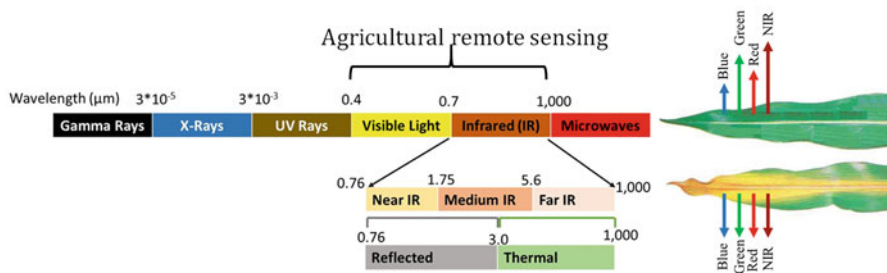 Agricultural remote sensing
Wavelength (μm) 3*10⁻⁵ 3*10⁻³ 0.4 0.7 1,000
Gamma Rays X-Rays UV Rays Visible Light Infrared (IR) Microwaves
0.76 1.75 5.6 1,000
Near IR Medium IR Far IR
0.76 3.0 1,000
Reflected Thermal
Blue Green Red NIR
Blue Green Red NIR